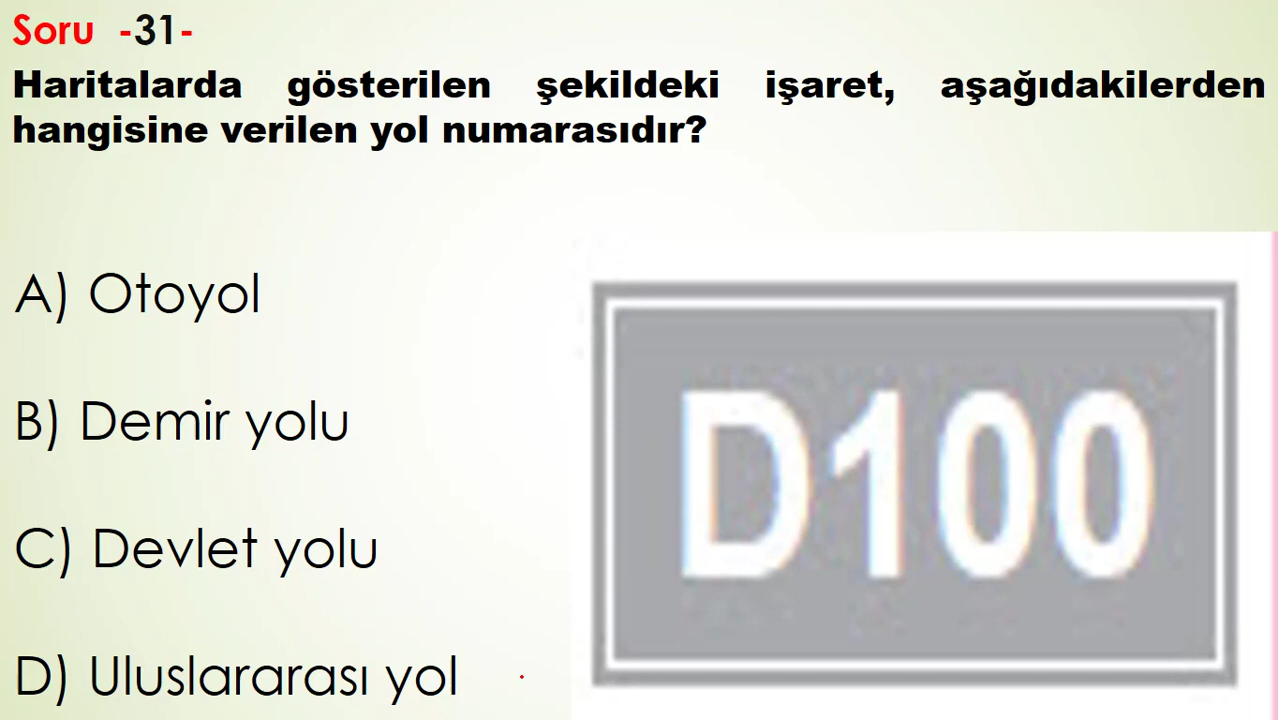 Soru -31-
Haritalarda gösterilen şekildeki işaret, aşağıdakilerden
hangisine verilen yol numarasıdır?
A) Otoyol
B) Demir yolu
C) Devlet yolu
D) Uluslararası yol
D100